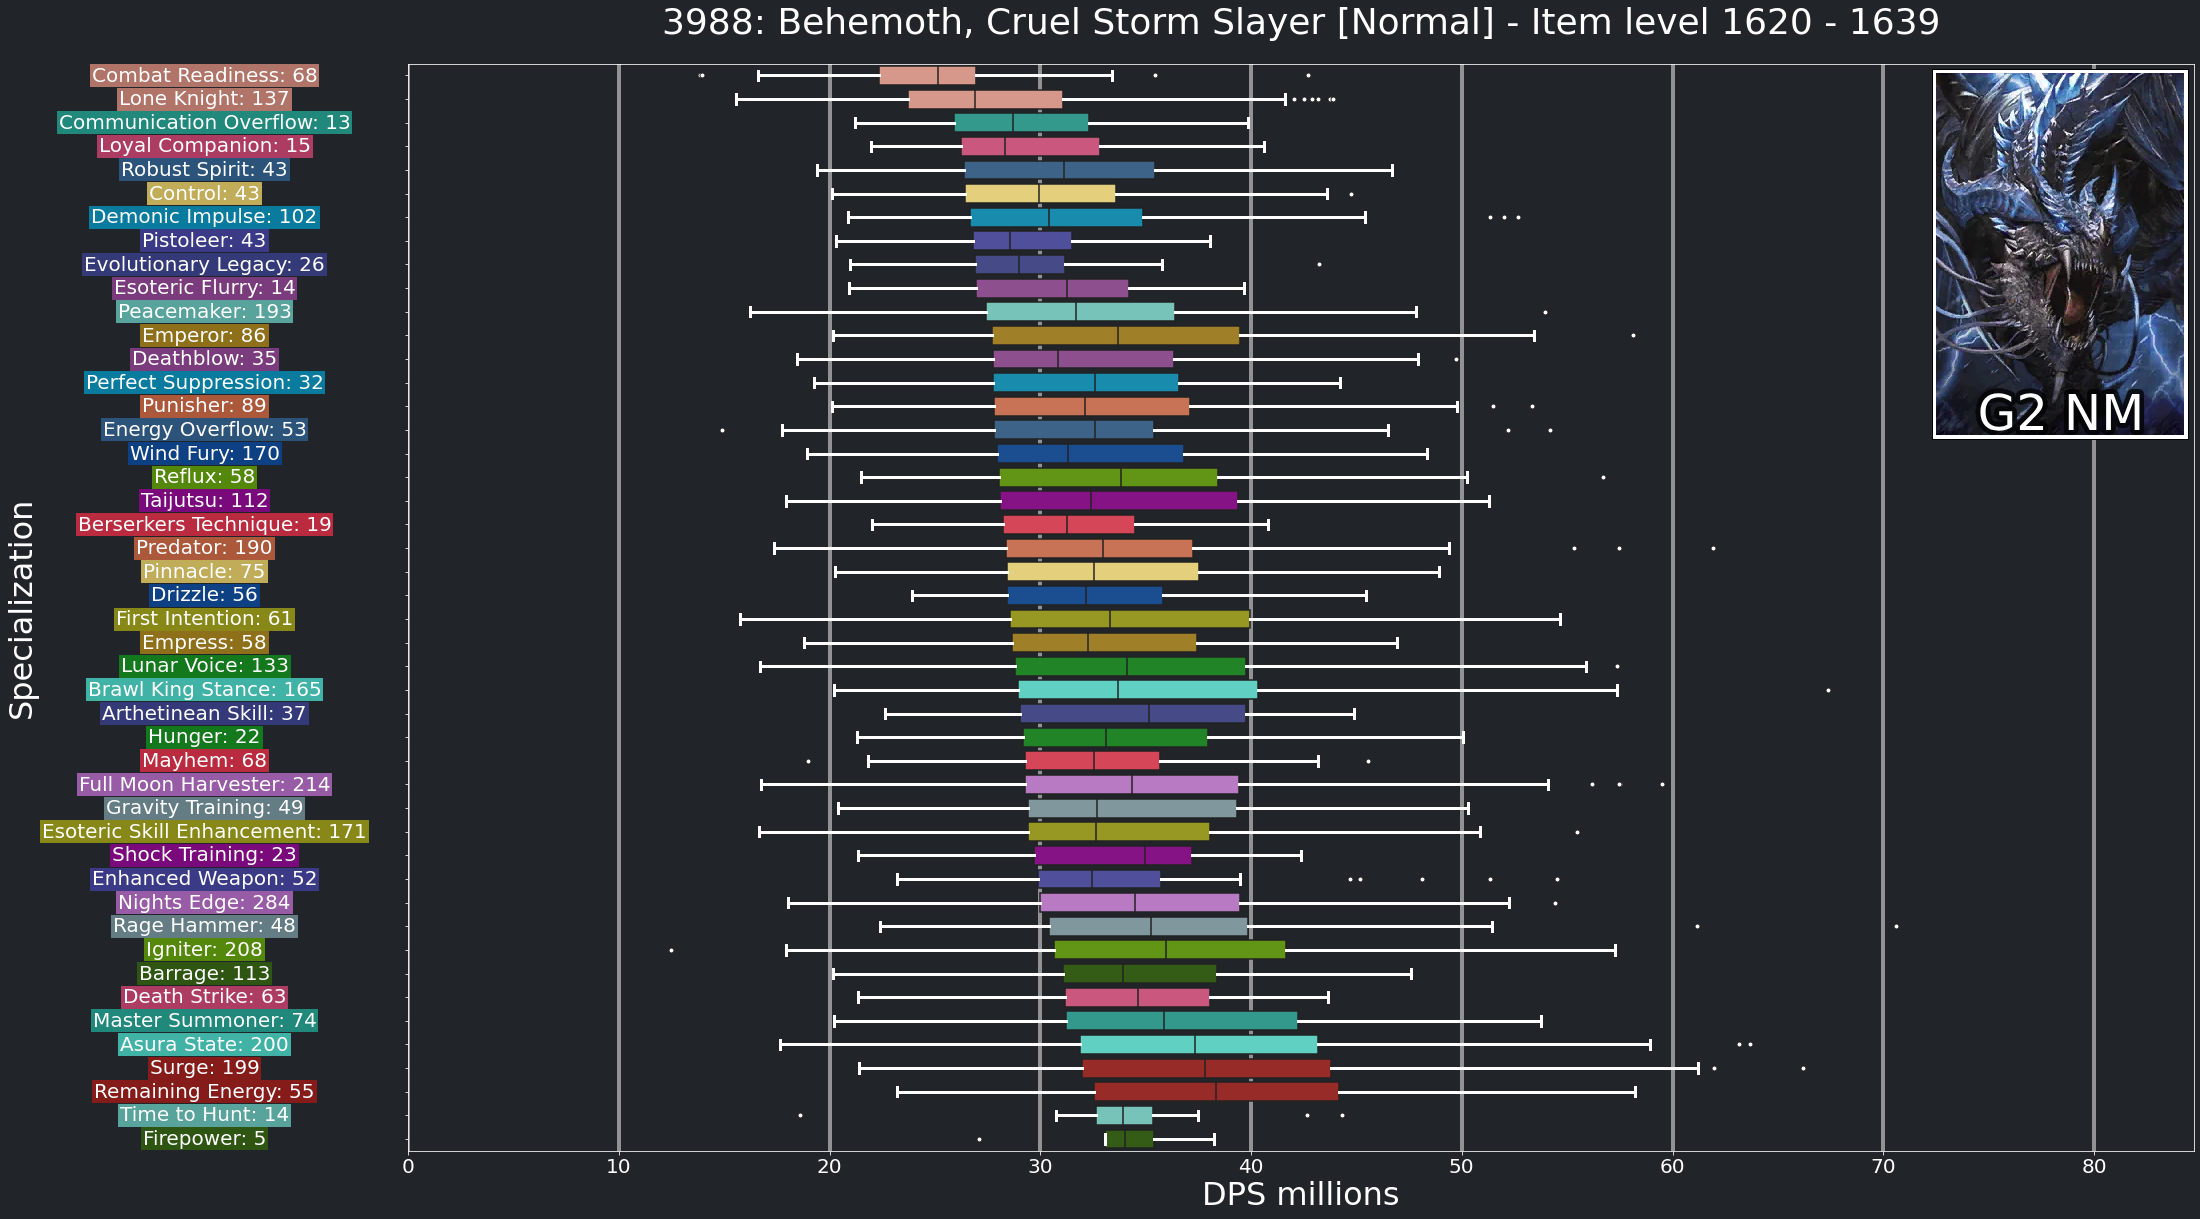 3988: Behemoth, Cruel Storm Slayer [Normal] - Item level 1620 - 1639
Combat Readiness: 68
Lone Knight: 137
Communication Overflow: 13
Loyal Companion: 15
Robust Spirit: 43
Control: 43
Demonic Impulse: 102
Pistoleer: 43
Evolutionary Legacy: 26
Esoteric Flurry: 14
Peacemaker: 193
Emperor: 86
Deathblow: 35
Perfect Suppression: 32
Punisher: 89
Energy Overflow: 53
Wind Fury: 170
Reflux: 58
Taijutsu: 112
Berserkers Technique: 19
Predator: 190
Pinnacle: 75
Drizzle: 56
First Intention: 61
Empress: 58
Lunar Voice: 133
Brawl King Stance: 165
Arthetinean Skill: 37
Hunger: 22
Mayhem: 68
Full Moon Harvester: 214
Gravity Training: 49
Esoteric Skill Enhancement: 171
Shock Training: 23
Enhanced Weapon: 52
Nights Edge: 284
Rage Hammer: 48
Igniter: 208
Barrage: 113
Death Strike: 63
Master Summoner: 74
Asura State: 200
Surge: 199
Remaining Energy: 55
Time to Hunt: 14
Firepower: 5
Specialization
G2 NM
0 10 20 30 40 50 60 70 80
DPS millions